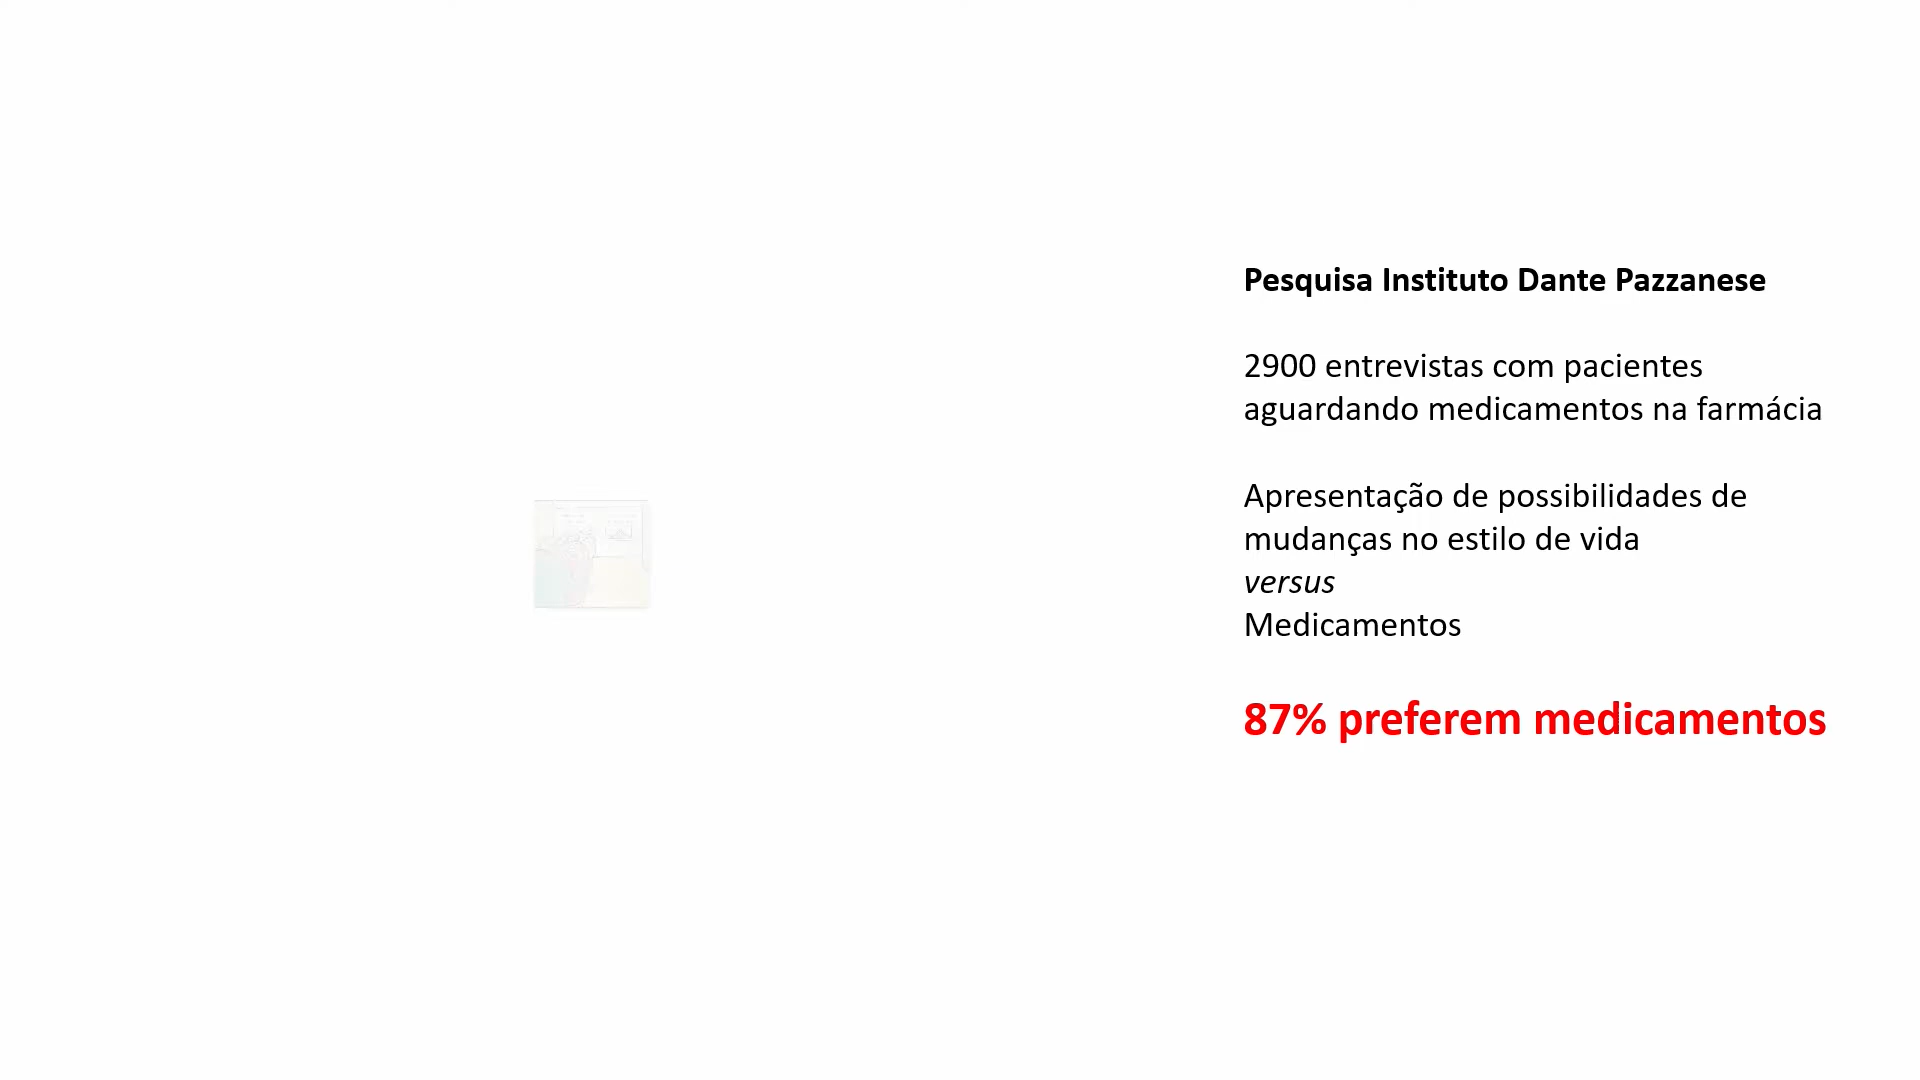 Pesquisa Instituto Dante Pazzanese
2900 entrevistas com pacientes
aguardando medicamentos na farmácia
Apresentação de possibilidades de
mudanças no estilo de vida
versus
Medicamentos
87% preferem medicamentos